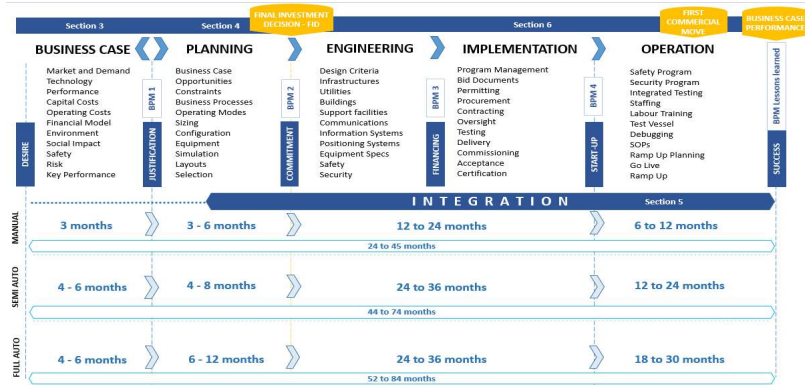 Section 3
Section 4
FINAL INVESTMENT
DECISION - FID
Section 6
FIRST
COMMERCIAL
MOVE
BUSINESS CASE
PERFORMANCE
BUSINESS CASE
PLANNING
ENGINEERING
IMPLEMENTATION
OPERATION
DESIRE
Market and Demand
Technology
Performance
Capital Costs
Operating Costs
Financial Model
Environment
Social Impact
Safety
Risk
Key Performance
BPM 1
JUSTIFICATION
Business Case
Opportunities
Constraints
Business Processes
Operating Modes
Sizing
Configuration
Equipment
Simulation
Layouts
Selection
BPM 2
COMMITMENT
Design Criteria
Infrastructures
Utilities
Buildings
Support facilities
Communications
Information Systems
Positioning Systems
Equipment Specs
Safety
Security
BPM 3
FINANCING
Program Management
Bid Documents
Permitting
Procurement
Contracting
Oversight
Testing
Delivery
Commissioning
Acceptance
Certification
BPM 4
START-UP
Safety Program
Security Program
Integrated Testing
Staffing
Labour Training
Test Vessel
Debugging
SOPs
Ramp Up Planning
Go Live
Ramp Up
BPM Lessons learned
SUCCESS
INTEGRATION
Section 5
MANUAL
3 months
3 - 6 months
12 to 24 months
6 to 12 months
24 to 45 months
SEMI AUTO
4 - 6 months
4 - 8 months
24 to 36 months
12 to 24 months
44 to 74 months
FULL AUTO
4 - 6 months
6 - 12 months
24 to 36 months
18 to 30 months
52 to 84 months